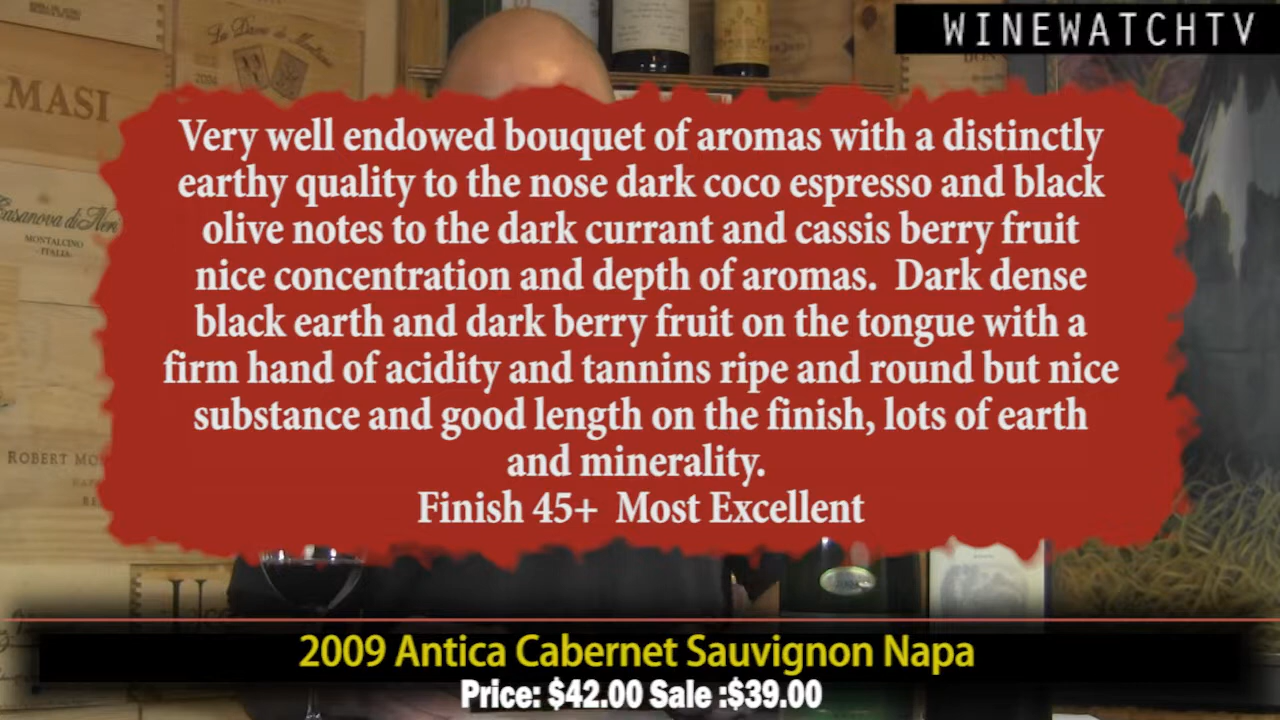 WINEWATCHTV
MASI
2004
Casanova di Neri
MONTALCINO
-ITALIA-
ROBERT MO
Very well endowed bouquet of aromas with a distinctly
earthy quality to the nose dark coco espresso and black
olive notes to the dark currant and cassis berry fruit
nice concentration and depth of aromas.  Dark dense
black earth and dark berry fruit on the tongue with a
firm hand of acidity and tannins ripe and round but nice
substance and good length on the finish, lots of earth
and minerality.
Finish 45+  Most Excellent
2009 Antica Cabernet Sauvignon Napa
Price: $42.00 Sale :$39.00